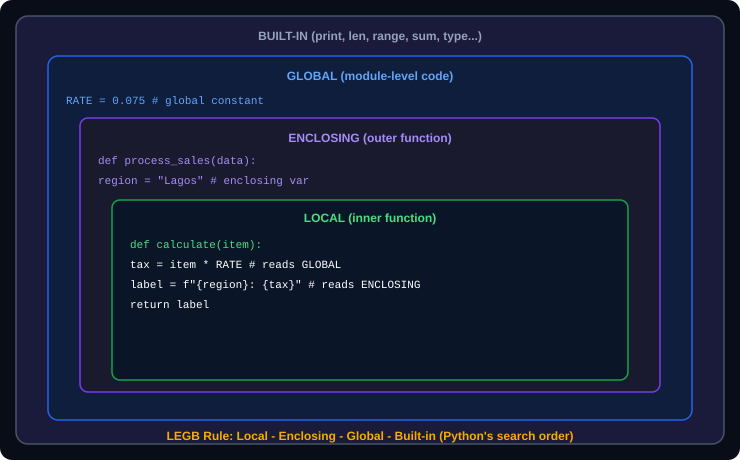 BUILT-IN (print, len, range, sum, type...)
GLOBAL (module-level code)
RATE = 0.075 # global constant
ENCLOSING (outer function)
def process_sales(data):
region = "Lagos" # enclosing var
LOCAL (inner function)
def calculate(item):
tax = item * RATE # reads GLOBAL
label = f"{region}: {tax}" # reads ENCLOSING
return label
LEGB Rule: Local - Enclosing - Global - Built-in (Python's search order)